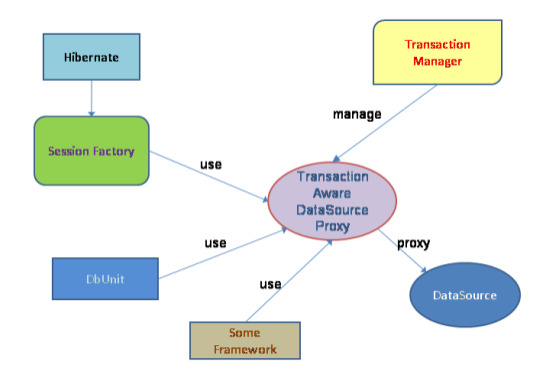 Hibernate
Transaction
Manager
manage
Session Factory
use
Transaction
Aware
DataSource
Proxy
use
proxy
DbUnit
use
DataSource
Some
Framework